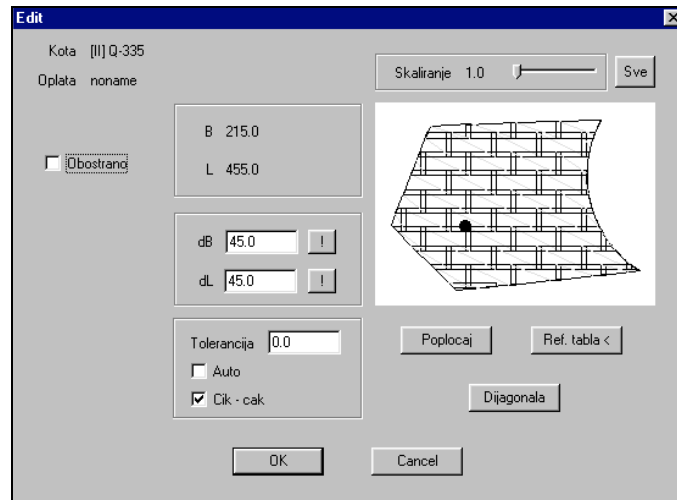 Edit
Kota [II] Q-335
Oplata noname
Skaliranje 1.0
Sve
Obostrano
B 215.0
L 455.0
dB 45.0 !
dL 45.0 !
Tolerancija 0.0
Auto
Cik - cak
Poplocaj
Ref. tabla <
Dijagonala
OK
Cancel